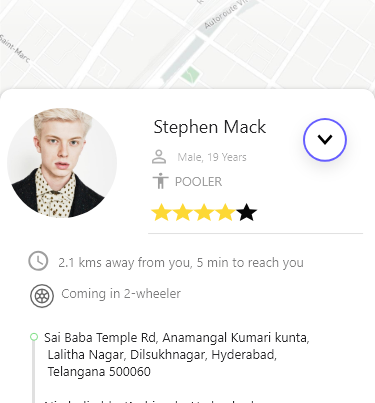 Autoroute Vi
Saint-Marc
Stephen Mack
Male, 19 Years
POOLER
2.1 kms away from you, 5 min to reach you
Coming in 2-wheeler
Sai Baba Temple Rd, Anamangal Kumari kunta,
Lalitha Nagar, Dilsukhnagar, Hyderabad,
Telangana 500060